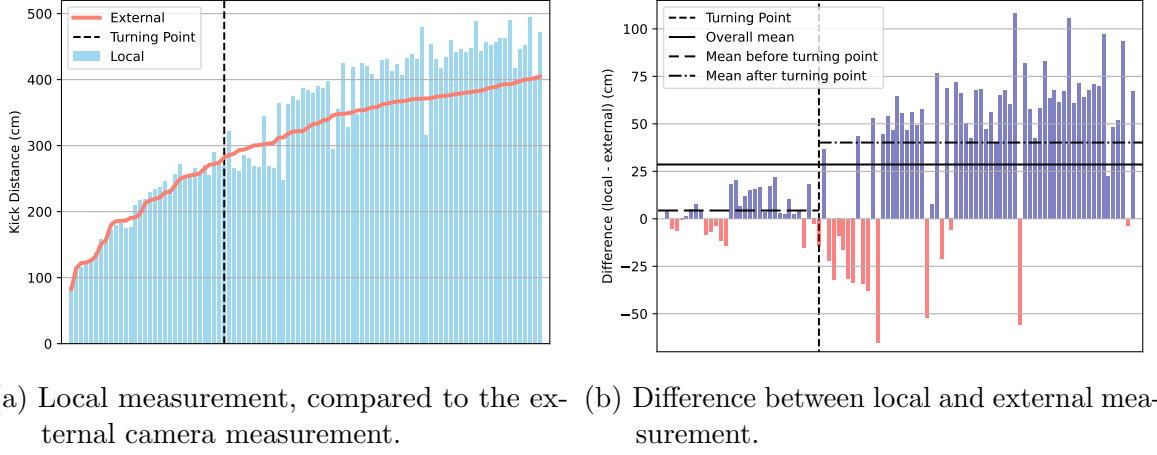 External
Turning Point
Local
Kick Distance (cm)
500
400
300
200
100
0
Turning Point
Overall mean
Mean before turning point
Mean after turning point
Difference (local - external) (cm)
100
75
50
25
0
−25
−50
a) Local measurement, compared to the ex-
ternal camera measurement.
(b) Difference between local and external mea-
surement.